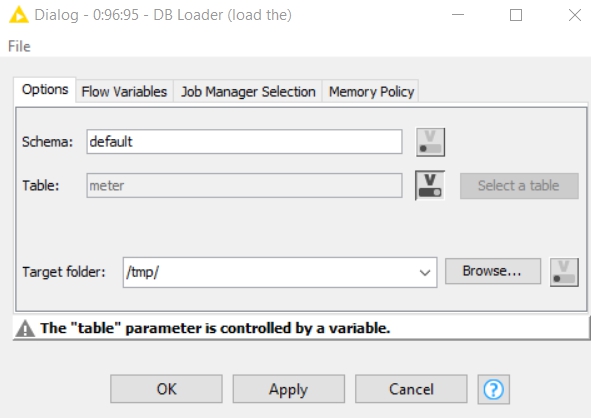 Dialog - 0:96:95 - DB Loader (load the)
File
Options Flow Variables Job Manager Selection Memory Policy
Schema: default V
Table: meter V Select a table
Target folder: /tmp/ Browse... V
The "table" parameter is controlled by a variable.
OK Apply Cancel ?